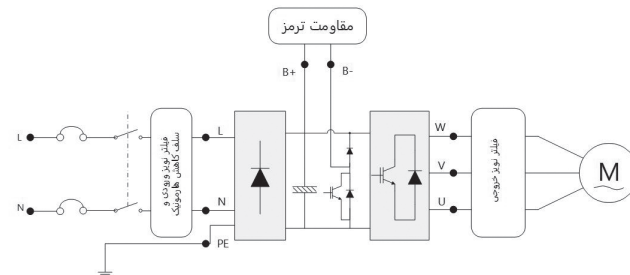 مقاومت ترمز
B+
B-
L
L
W
فیلتر نویز ورودی و
سلف کاهش هارمونیک
فیلتر نویز خروجی
V
M
N
N
U
PE